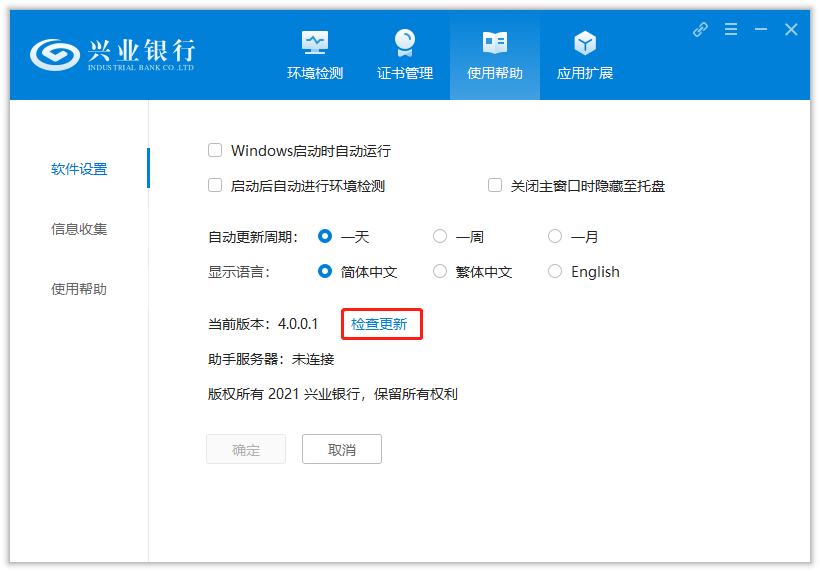 兴业银行
INDUSTRIAL BANK CO.,LTD
环境检测 证书管理 使用帮助 应用扩展
软件设置
信息收集
使用帮助
Windows启动时自动运行
启动后自动进行环境检测 关闭主窗口时隐藏至托盘
自动更新周期： 一天 一周 一月
显示语言： 简体中文 繁体中文 English
当前版本：4.0.0.1 检查更新
助手服务器：未连接
版权所有 2021 兴业银行，保留所有权利
确定 取消